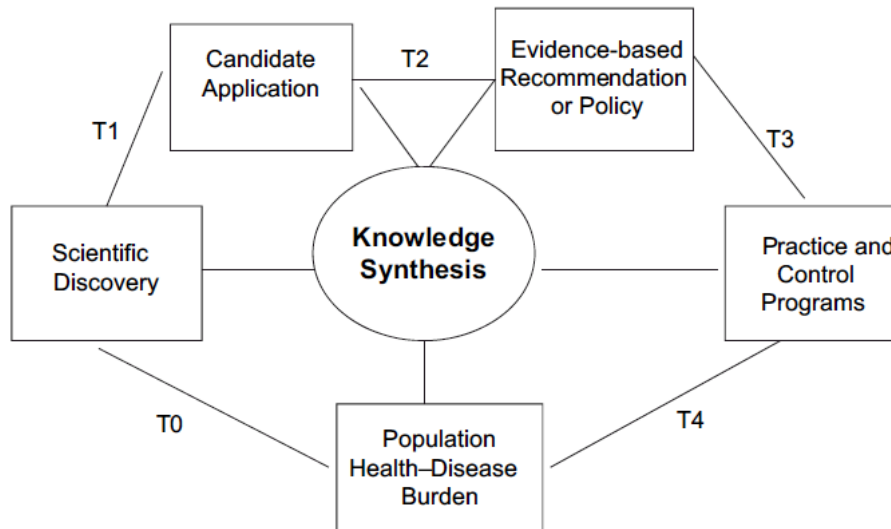 Candidate
Application
T2
Evidence-based
Recommendation
or Policy
T1
T3
Scientific
Discovery
Knowledge
Synthesis
Practice and
Control
Programs
T0
Population
Health–Disease
Burden
T4